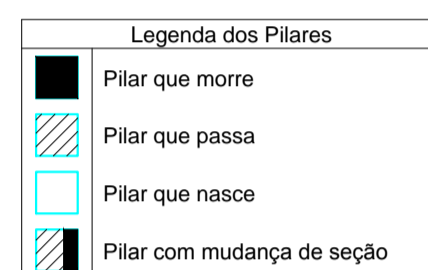 Legenda dos Pilares
Pilar que morre
Pilar que passa
Pilar que nasce
Pilar com mudança de seção